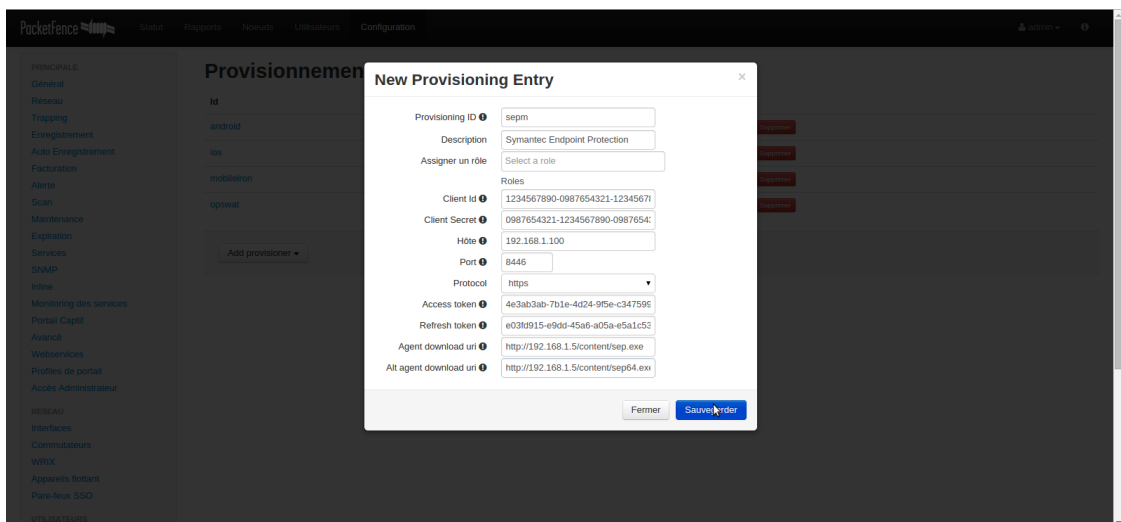 PacketFence
Statut Rapports Noeuds Utilisateurs Configuration admin
PRINCIPALE
Général
Réseau
Trapping
Enregistrement
Auto Enregistrement
Facturation
Alerte
Scan
Maintenance
Expiration
Services
SNMP
Inline
Monitoring des services
Portail Captif
Avancé
Webservices
Profiles de portail
Accès Administrateur
RÉSEAU
Interfaces
Commutateurs
WRIX
Appareils flottant
Pare-feus SSO
UTILISATEURS
Provisionnemen
Id
android Supprimer
ios Supprimer
mobileiron Supprimer
opswat Supprimer
Add provisioner
New Provisioning Entry ×
Provisioning ID sepm
Description Symantec Endpoint Protection
Assigner un rôle Select a role
Roles
Client Id 1234567890-0987654321-1234567
Client Secret 0987654321-1234567890-0987654
Hôte 192.168.1.100
Port 8446
Protocol https
Access token 4e3ab3ab-7b1e-4d24-9f5e-c347599
Refresh token e03fd915-e9dd-45a6-a05a-e5a1c53
Agent download uri http://192.168.1.5/content/sep.exe
Alt agent download uri http://192.168.1.5/content/sep64.exe
Fermer Sauvegarder